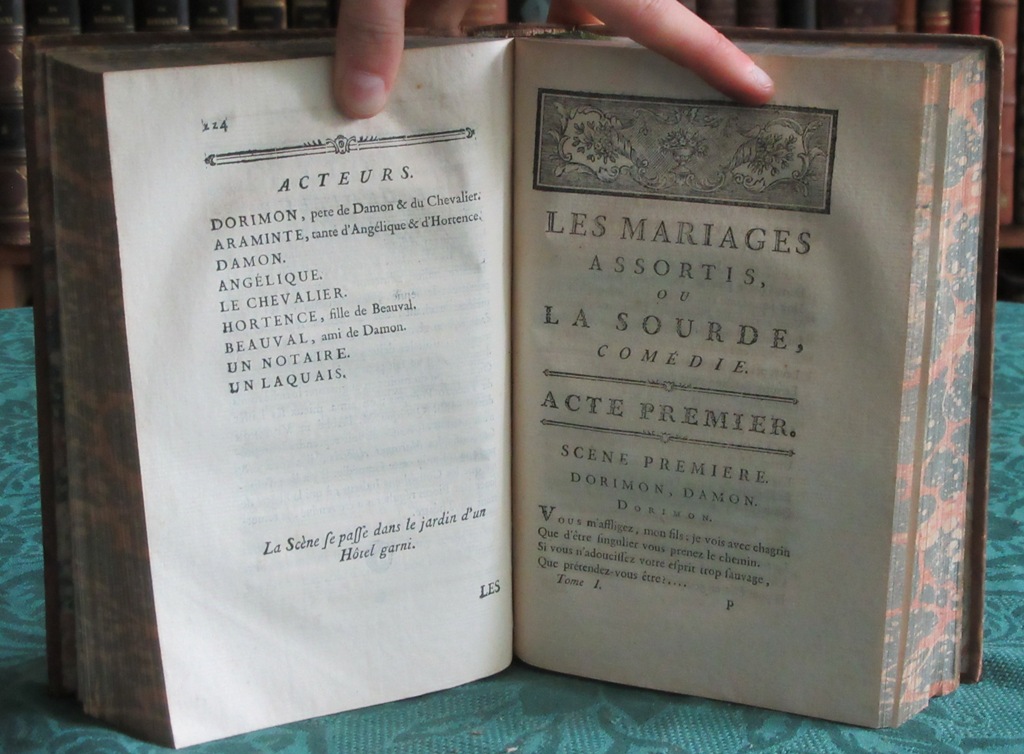 224
ACTEURS.
DORIMON, pere de Damon & du Chevalier.
ARAMINTE, tante d'Angélique & d'Hortence.
DAMON.
ANGÉLIQUE.
LE CHEVALIER.
HORTENCE, fille de Beauval.
BEAUVAL, ami de Damon.
UN NOTAIRE.
UN LAQUAIS.
La Scène ſe paſſe dans le jardin d'un
Hôtel garni.
LES
LES MARIAGES
ASSORTIS,
OU
LA SOURDE,
COMÉDIE.
ACTE PREMIER.
SCENE PREMIERE.
DORIMON, DAMON.
DORIMON.
Vous m'affligez, mon fils; je vois avec chagrin
Que d'être ſingulier vous prenez le chemin.
Si vous n'adouciſſez votre eſprit trop ſauvage,
Que prétendez-vous être?....
Tome I.
P